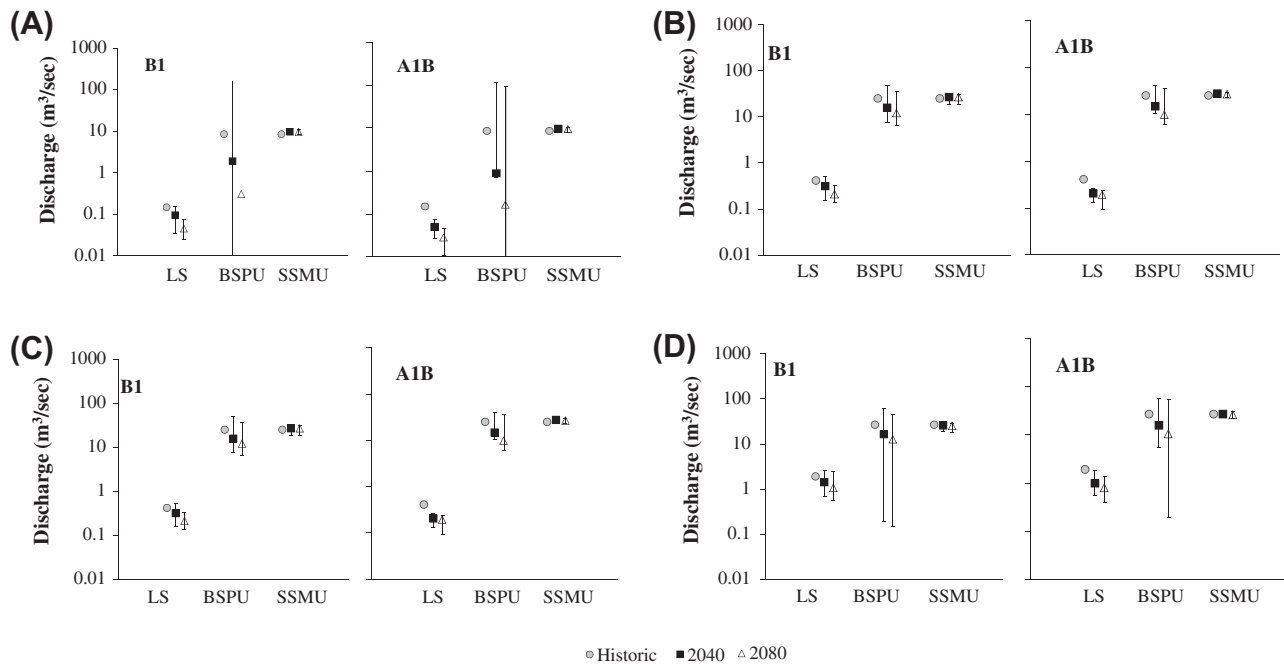 (A)
Discharge (m³/sec)
1000
100
10
1
0.1
0.01
B1
LS BSPU SSMU
A1B
LS BSPU SSMU
(B)
Discharge (m³/sec)
1000
100
10
1
0.1
0.01
B1
LS BSPU SSMU
A1B
LS BSPU SSMU
(C)
Discharge (m³/sec)
1000
100
10
1
0.1
0.01
B1
LS BSPU SSMU
A1B
LS BSPU SSMU
(D)
Discharge (m³/sec)
1000
100
10
1
0.1
0.01
B1
LS BSPU SSMU
A1B
LS BSPU SSMU
Historic 2040 2080